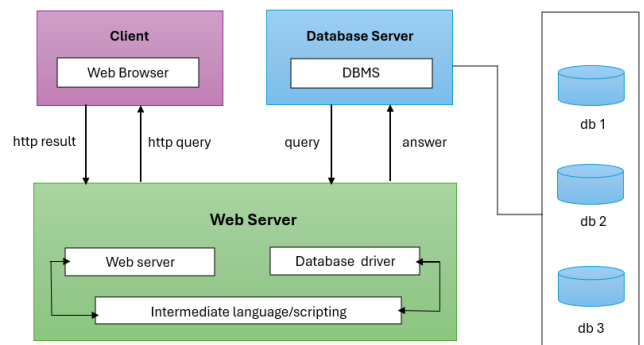 Client
Web Browser
Database Server
DBMS
db 1
http result
http query
query
answer
db 2
Web Server
Web server
Database driver
Intermediate language/scripting
db 3